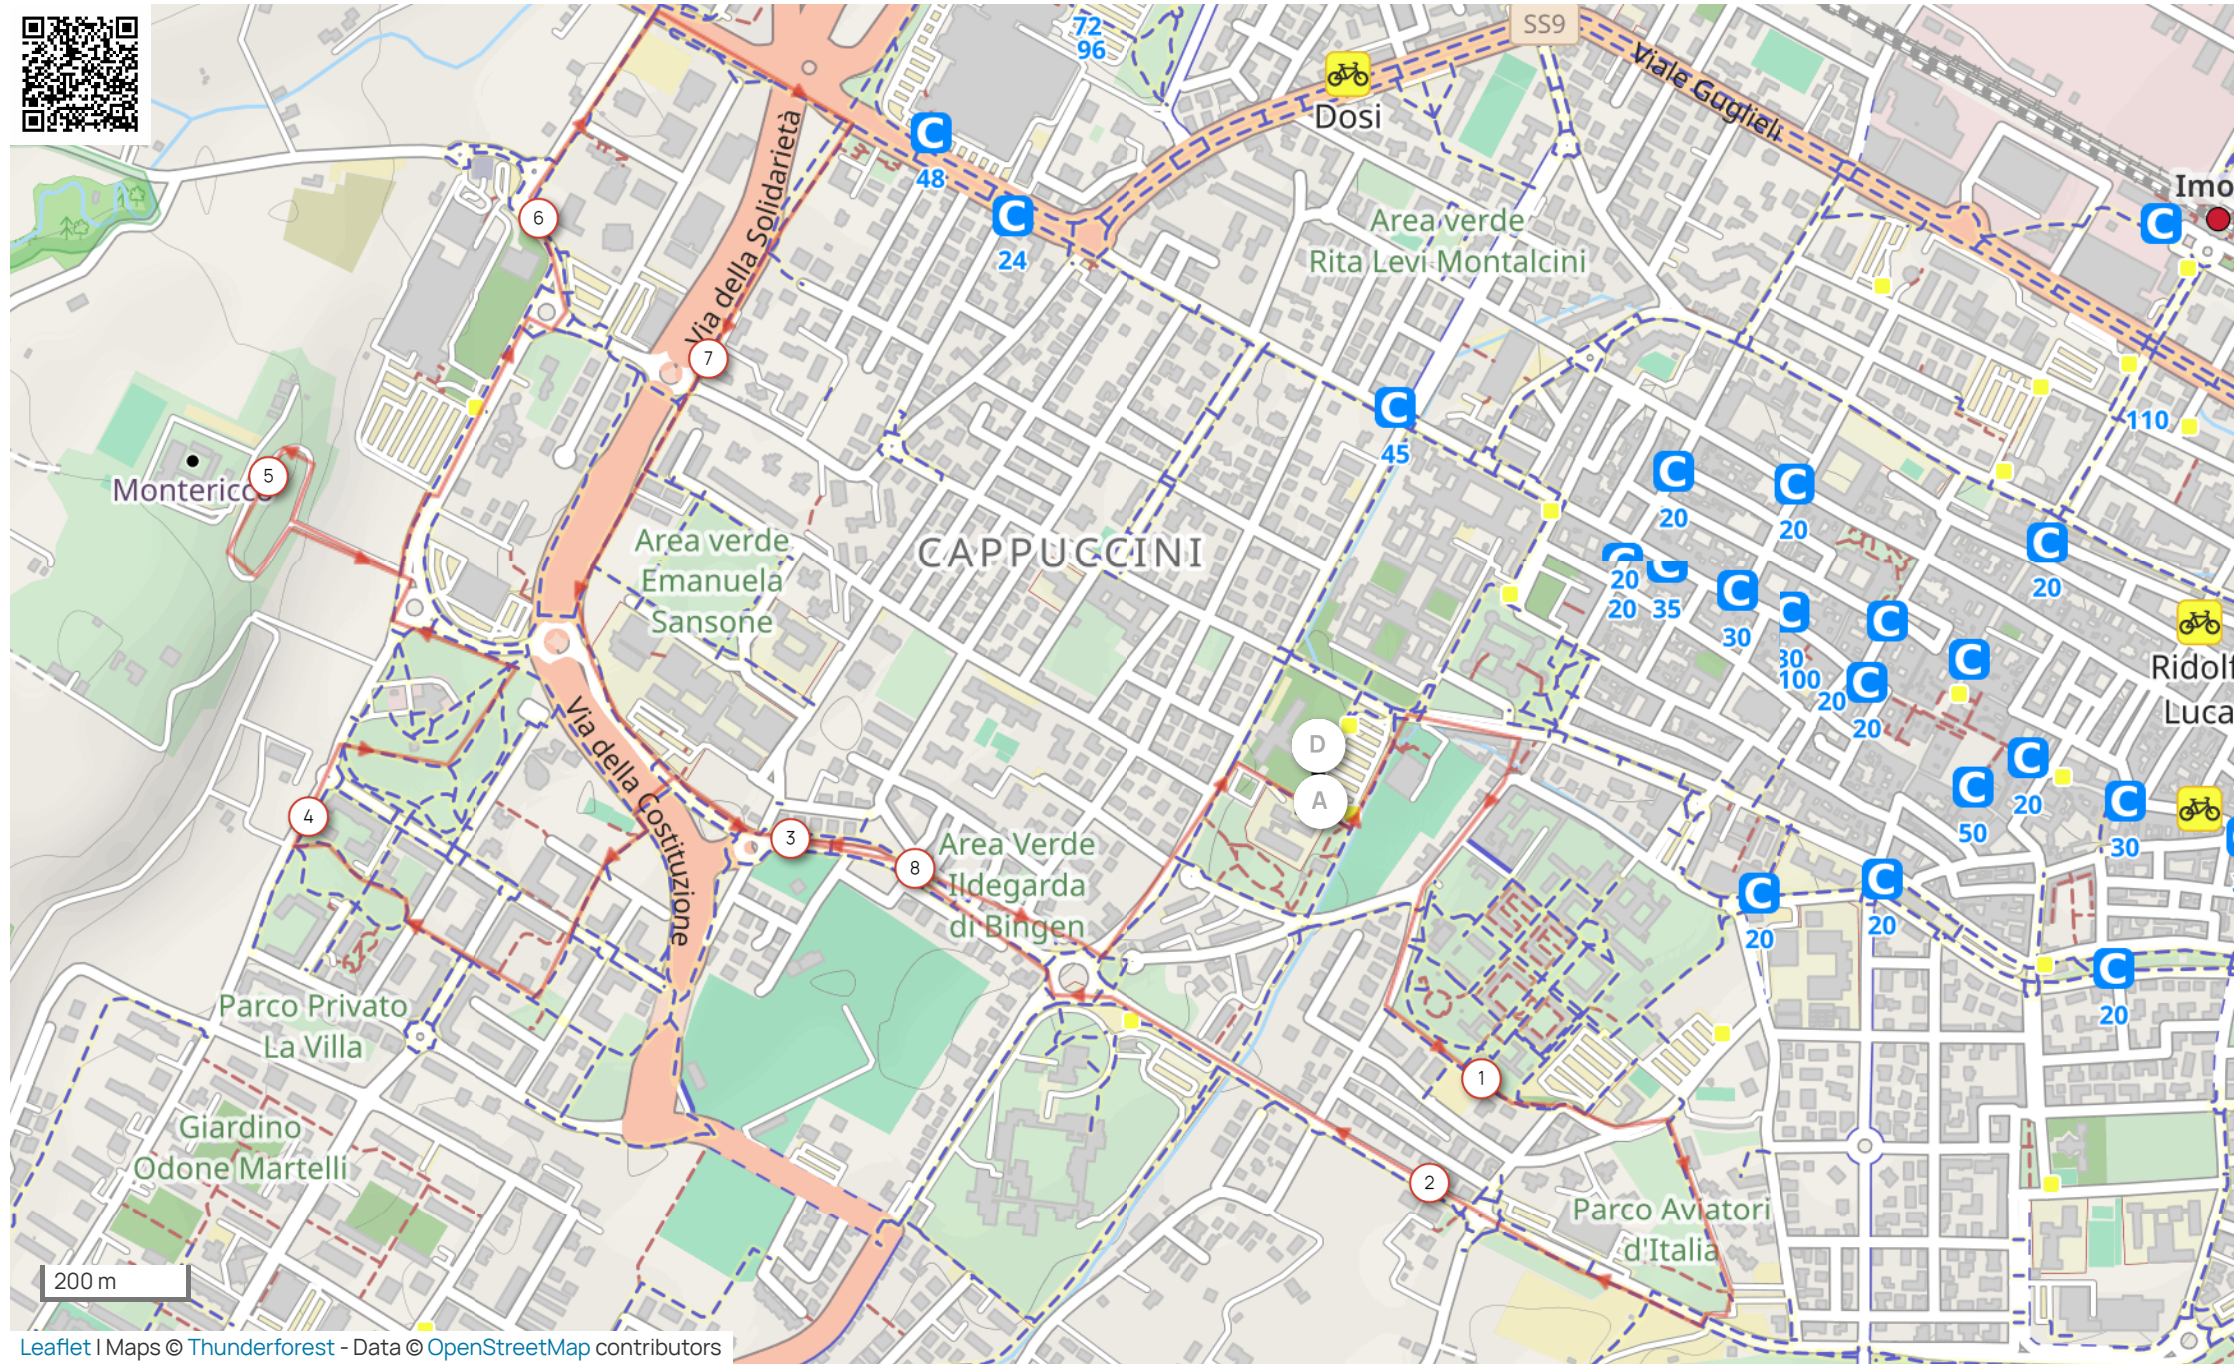 72
96
SS9
Viale Guglielm
C
48
Dosi
C
24
Via della Solidarietà
6
Area verde
Rita Levi Montalcini
Imo
C
7
C
45
110
5
Montericco
C
20
C
20
CAPPUCCINI
Area verde
Emanuela
Sansone
C
20
20
C
35
C
30
C
30
100
20
C
C
20
C
C
20
Ridolf
Luca
D
A
Via della Costituzione
4
3
8
Area Verde
Ildegarda
di Bingen
C
50
C
20
C
30
C
20
C
20
C
20
Parco Privato
La Villa
1
Giardino
Odone Martelli
2
Parco Aviatori
d'Italia
200 m
Leaflet | Maps © Thunderforest - Data © OpenStreetMap contributors